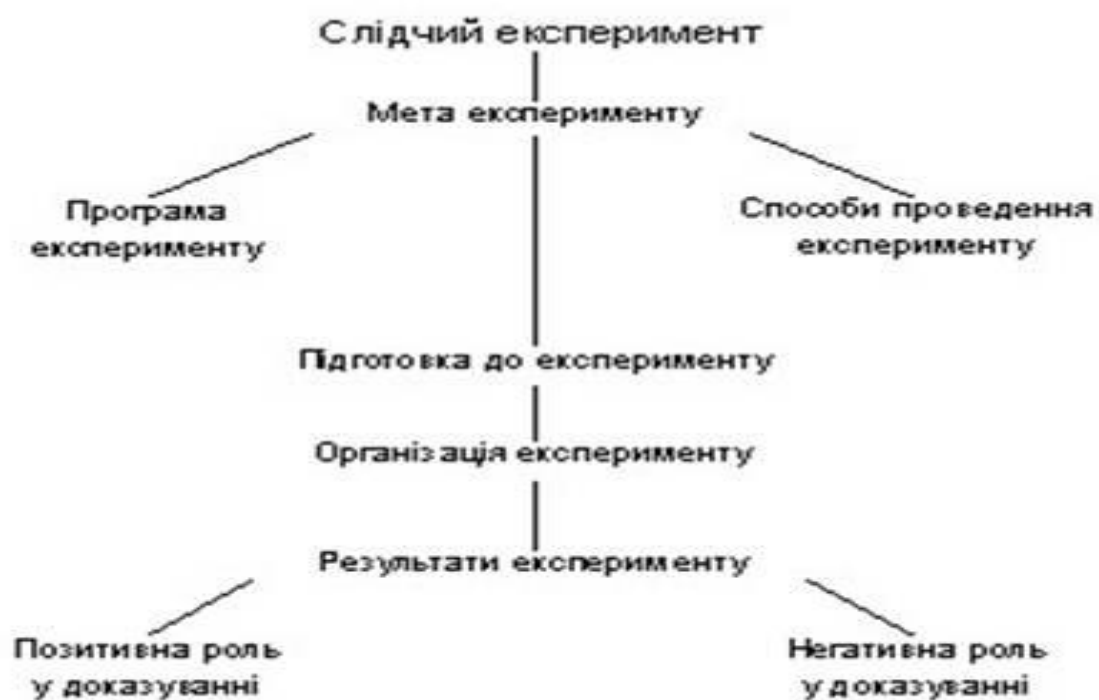 Слідчий експеримент
Мета експерименту
Програма
експерименту
Способи проведення
експерименту
Підготовка до експерименту
Організація експерименту
Результати експерименту
Позитивна роль
у доказуванні
Негативна роль
у доказуванні